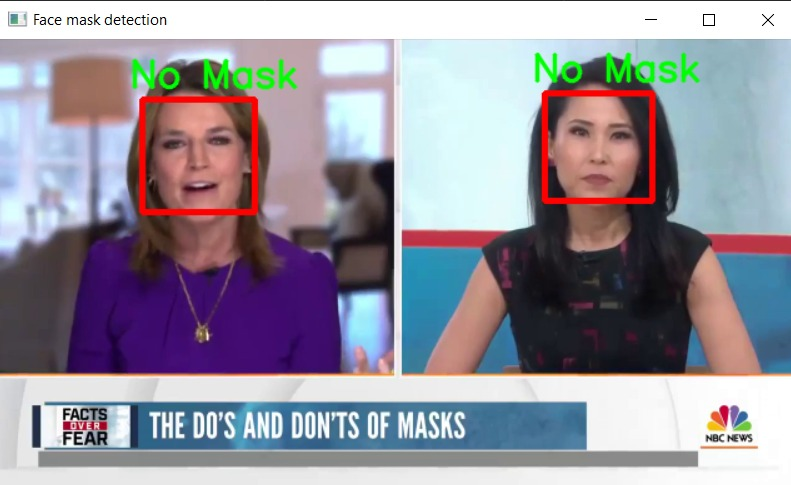 Face mask detection
No Mask
No Mask
FACTS
OVER
FEAR
THE DO'S AND DON'TS OF MASKS
NBC NEWS